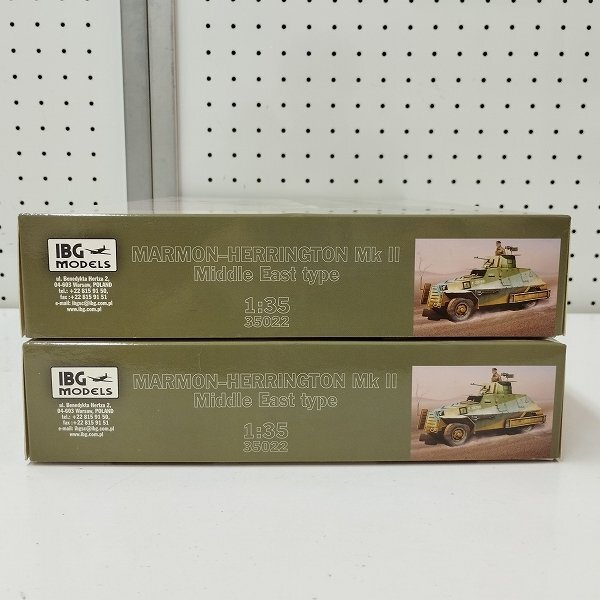 IBG
MODELS
ul. Benedykta Hertza 2,
04-603 Warsaw, POLAND
tel.: +22 815 91 50,
fax :+22 815 91 51
e-mail: ibgsc@ibg.com.pl
www.ibg.com.pl
MARMON–HERRINGTON Mk II
Middle East type
1:35
35022
IBG
MODELS
ul. Benedykta Hertza 2,
04-603 Warsaw, POLAND
tel.: +22 815 91 50,
fax :+22 815 91 51
e-mail: ibgsc@ibg.com.pl
www.ibg.com.pl
MARMON–HERRINGTON Mk II
Middle East type
1:35
35022